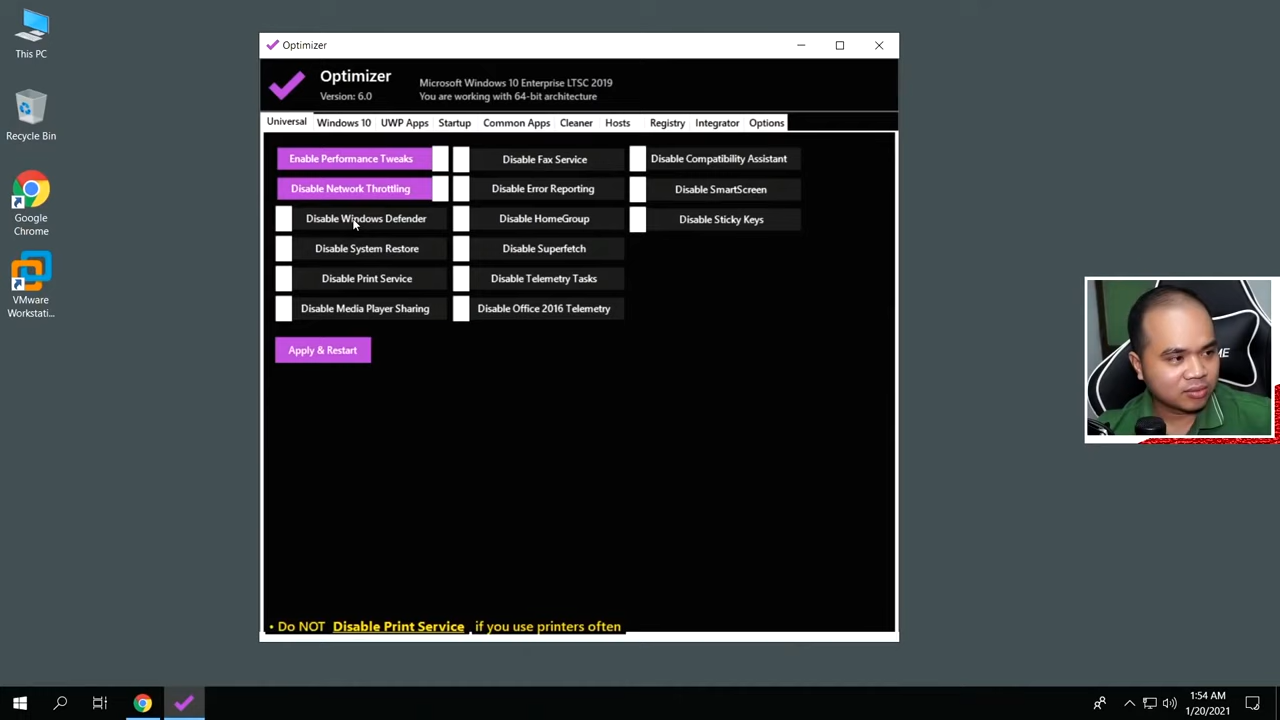 This PC
Recycle Bin
Google
Chrome
VMware
Workstati...
Optimizer
Optimizer
Version: 6.0
Microsoft Windows 10 Enterprise LTSC 2019
You are working with 64-bit architecture
Universal
Windows 10
UWP Apps
Startup
Common Apps
Cleaner
Hosts
Registry
Integrator
Options
Enable Performance Tweaks
Disable Network Throttling
Disable Windows Defender
Disable System Restore
Disable Print Service
Disable Media Player Sharing
Disable Fax Service
Disable Error Reporting
Disable HomeGroup
Disable Superfetch
Disable Telemetry Tasks
Disable Office 2016 Telemetry
Disable Compatibility Assistant
Disable SmartScreen
Disable Sticky Keys
Apply & Restart
• Do NOT Disable Print Service , if you use printers often
ME
1:54 AM
1/20/2021